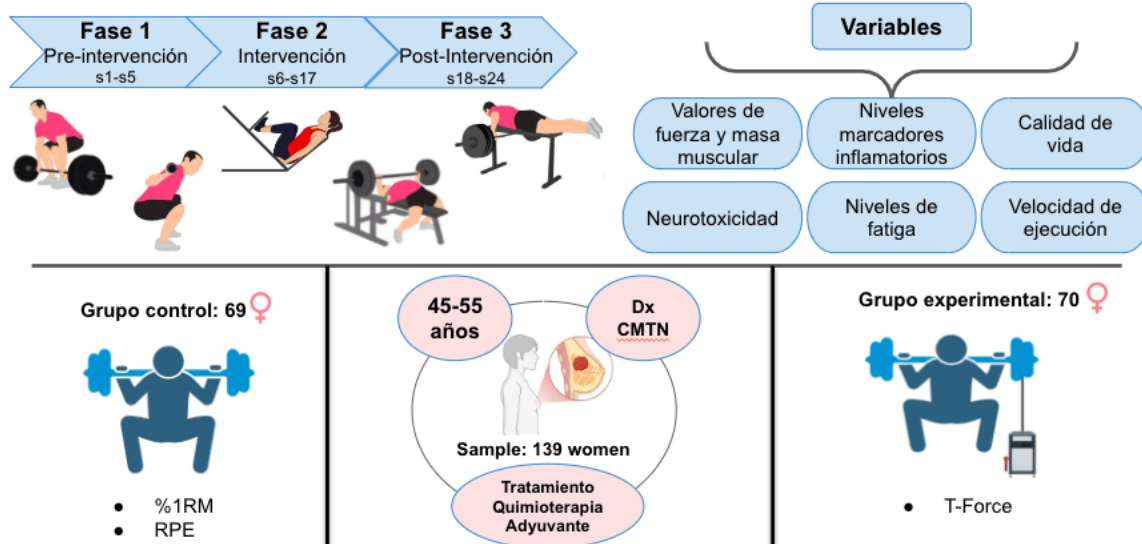 Fase 1
Pre-intervención
s1-s5
Fase 2
Intervención
s6-s17
Fase 3
Post-Intervención
s18-s24
Variables
Valores de
fuerza y masa
muscular
Niveles
marcadores
inflamatorios
Calidad de
vida
Neurotoxicidad
Niveles de
fatiga
Velocidad de
ejecución
Grupo control: 69
● %1RM
● RPE
45-55
años
Dx
CMTN
Sample: 139 women
Tratamiento
Quimioterapia
Adyuvante
Grupo experimental: 70
● T-Force